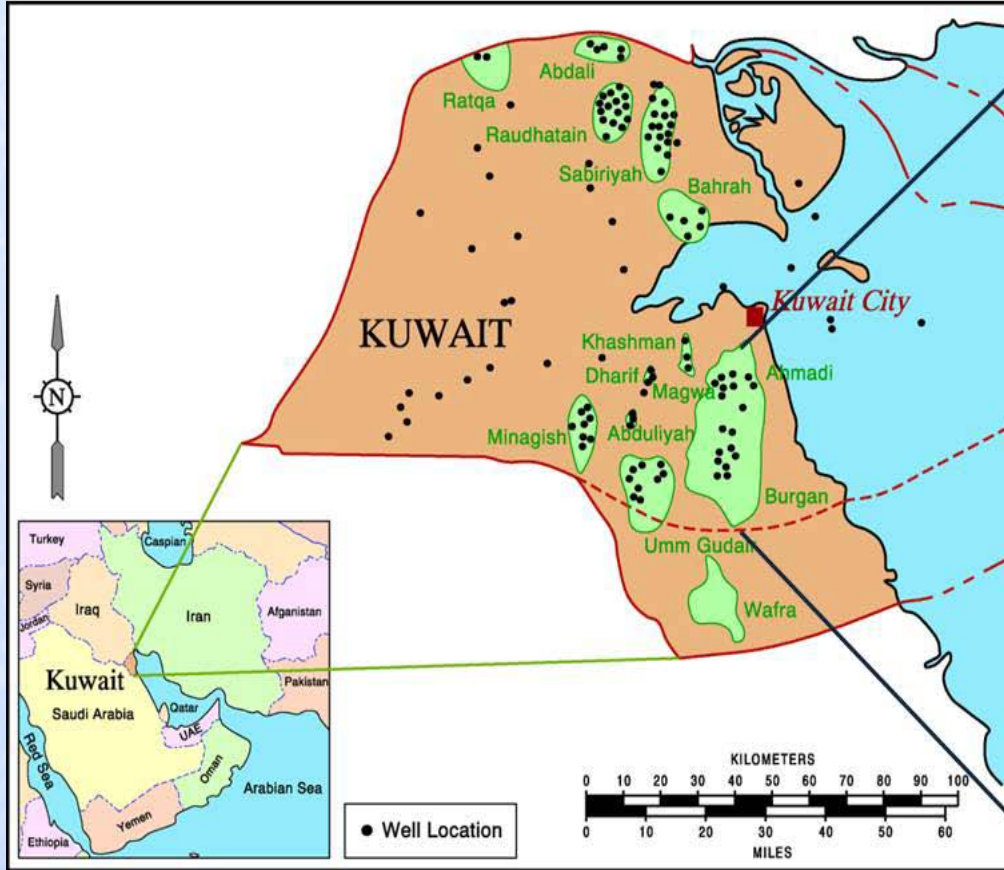 Abdali
Ratqa
Raudhatain
Sabiriyah
Bahrah
Kuwait City
KUWAIT
Khashman
Dharif
Magwa
Ahmadi
Minagish
Abduliyah
Burgan
Umm Gudair
Wafra
N
Turkey
Caspian
Syria
Iraq
Iran
Afganistan
Jordan
Kuwait
Pakistan
Saudi Arabia
Qatar
UAE
Red Sea
Oman
Arabian Sea
Yemen
Ethiopia
Well Location
KILOMETERS
0 10 20 30 40 50 60 70 80 90 100
0 10 20 30 40 50 60
MILES